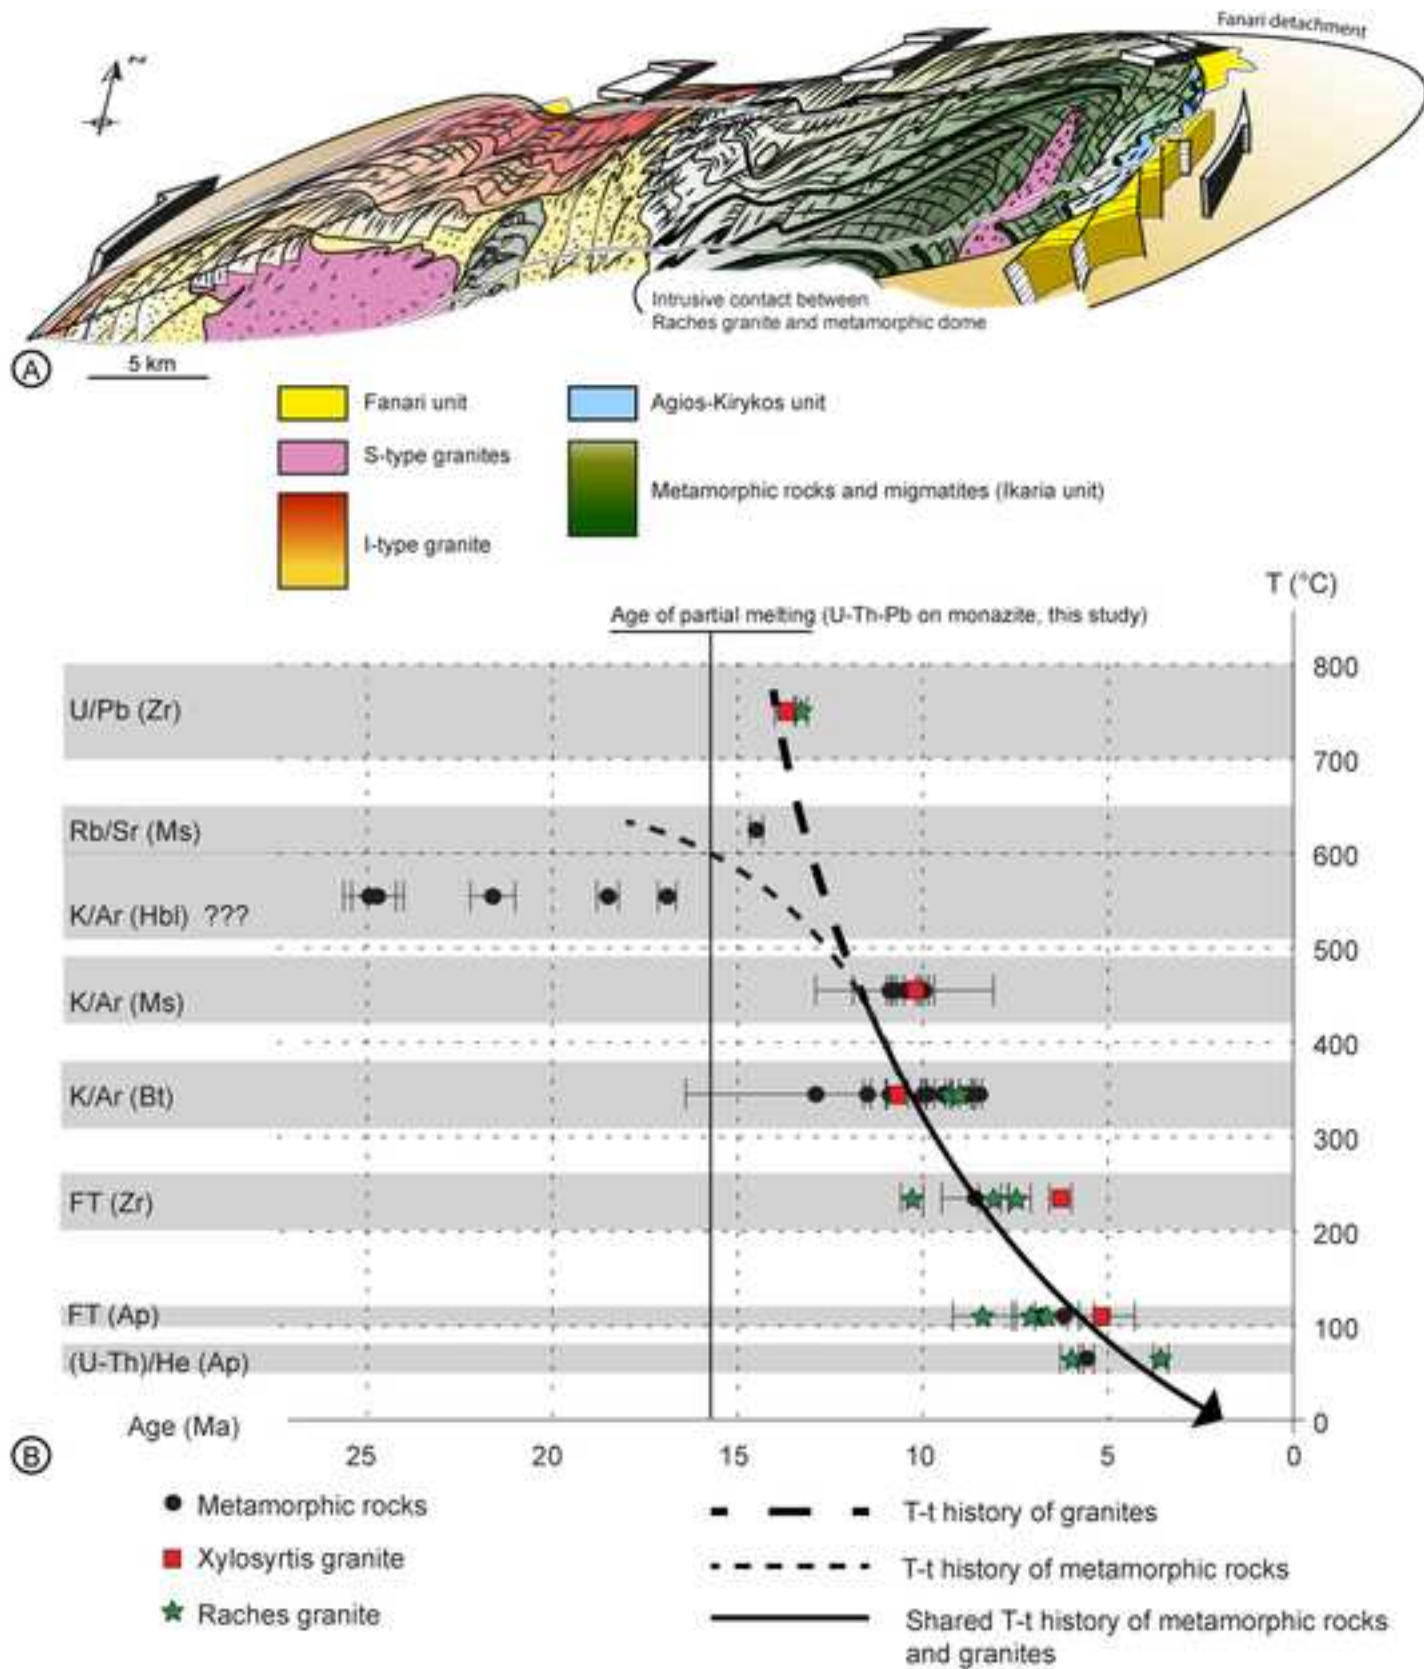 Fanari detachment
N
Intrusive contact between
Raches granite and metamorphic dome
A
5 km
Fanari unit
Agios-Kirykos unit
S-type granites
Metamorphic rocks and migmatites (Ikaria unit)
I-type granite
T (°C)
Age of partial melting (U-Th-Pb on monazite, this study)
800
U/Pb (Zr)
700
Rb/Sr (Ms)
600
K/Ar (Hbl) ???
500
K/Ar (Ms)
400
K/Ar (Bt)
300
FT (Zr)
200
FT (Ap)
100
(U-Th)/He (Ap)
Age (Ma)
0
B
25 20 15 10 5 0
Metamorphic rocks
T-t history of granites
Xylosyrtis granite
T-t history of metamorphic rocks
Raches granite
Shared T-t history of metamorphic rocks
and granites